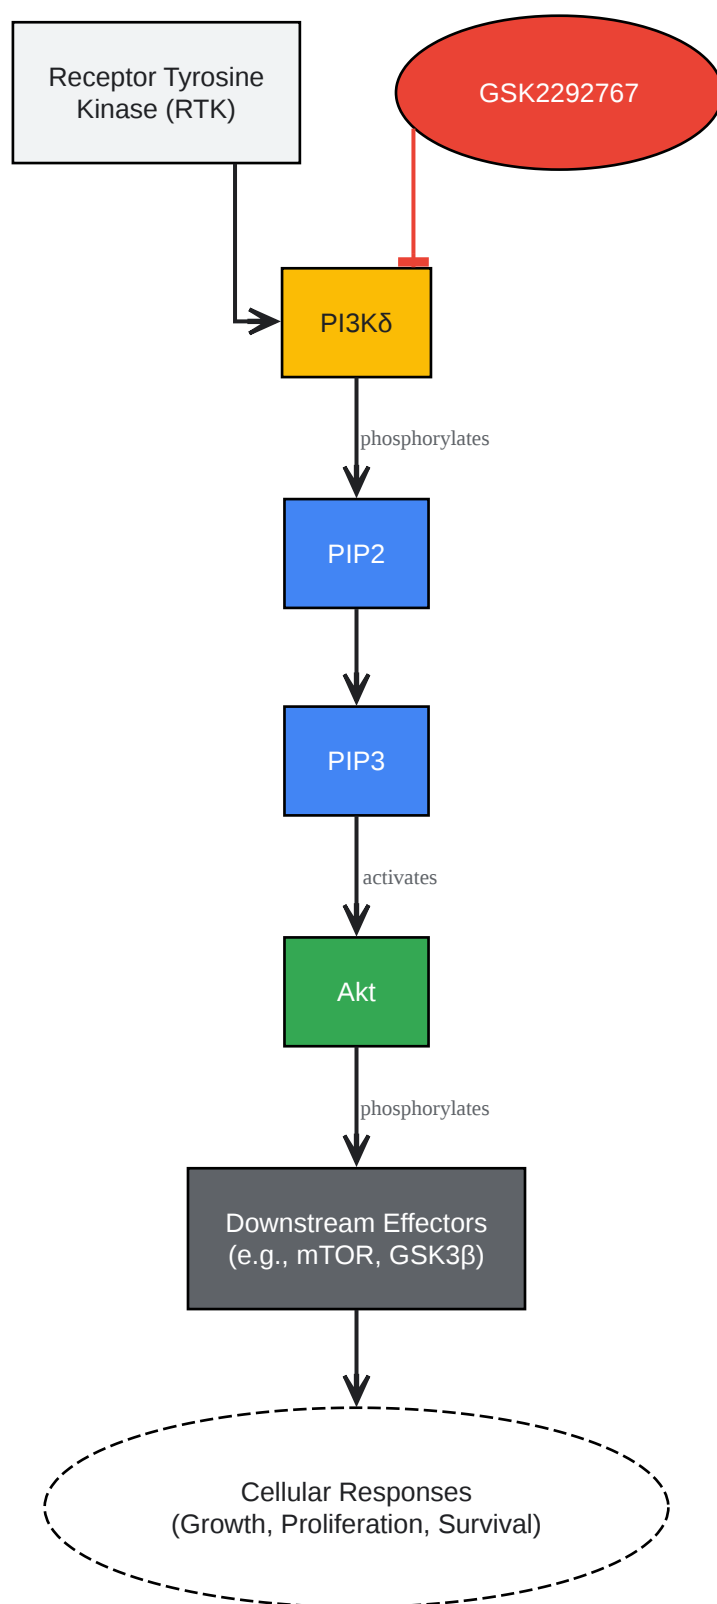 Receptor Tyrosine
Kinase (RTK)
GSK2292767
PI3Kδ
phosphorylates
PIP2
PIP3
activates
Akt
phosphorylates
Downstream Effectors
(e.g., mTOR, GSK3β)
Cellular Responses
(Growth, Proliferation, Survival)